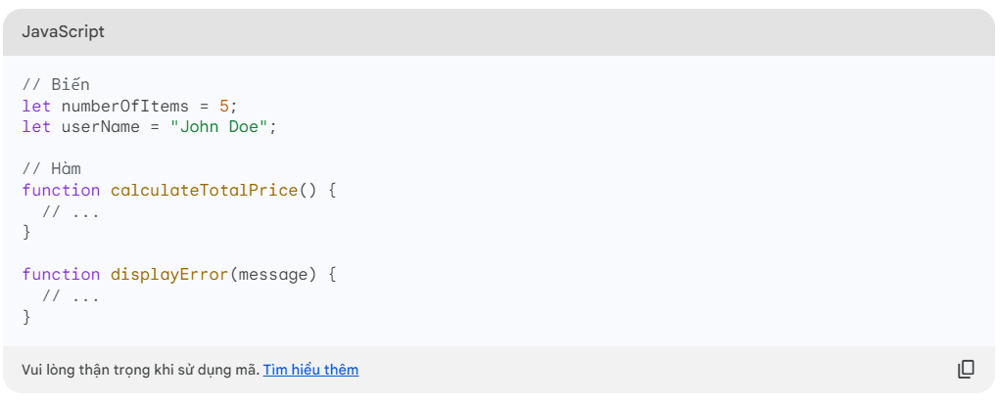 JavaScript
// Biến
let numberOfItems = 5;
let userName = "John Doe";
// Hàm
function calculateTotalPrice() {
  // ...
}
function displayError(message) {
  // ...
}
Vui lòng thận trọng khi sử dụng mã. Tìm hiểu thêm